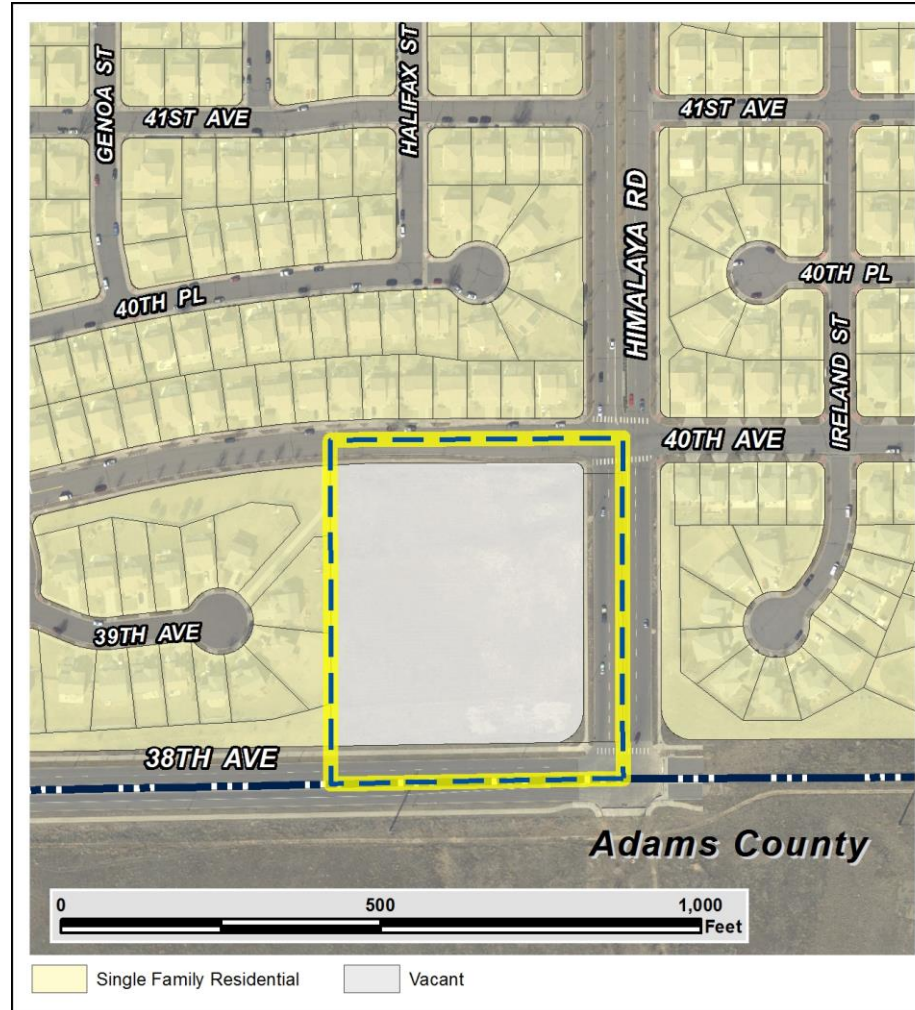 GENOA ST
HALIFAX ST
41ST AVE
41ST AVE
HIMALAYA RD
40TH PL
40TH PL
IRELAND ST
40TH AVE
39TH AVE
38TH AVE
Adams County
0 500 1,000
Feet
Single Family Residential Vacant